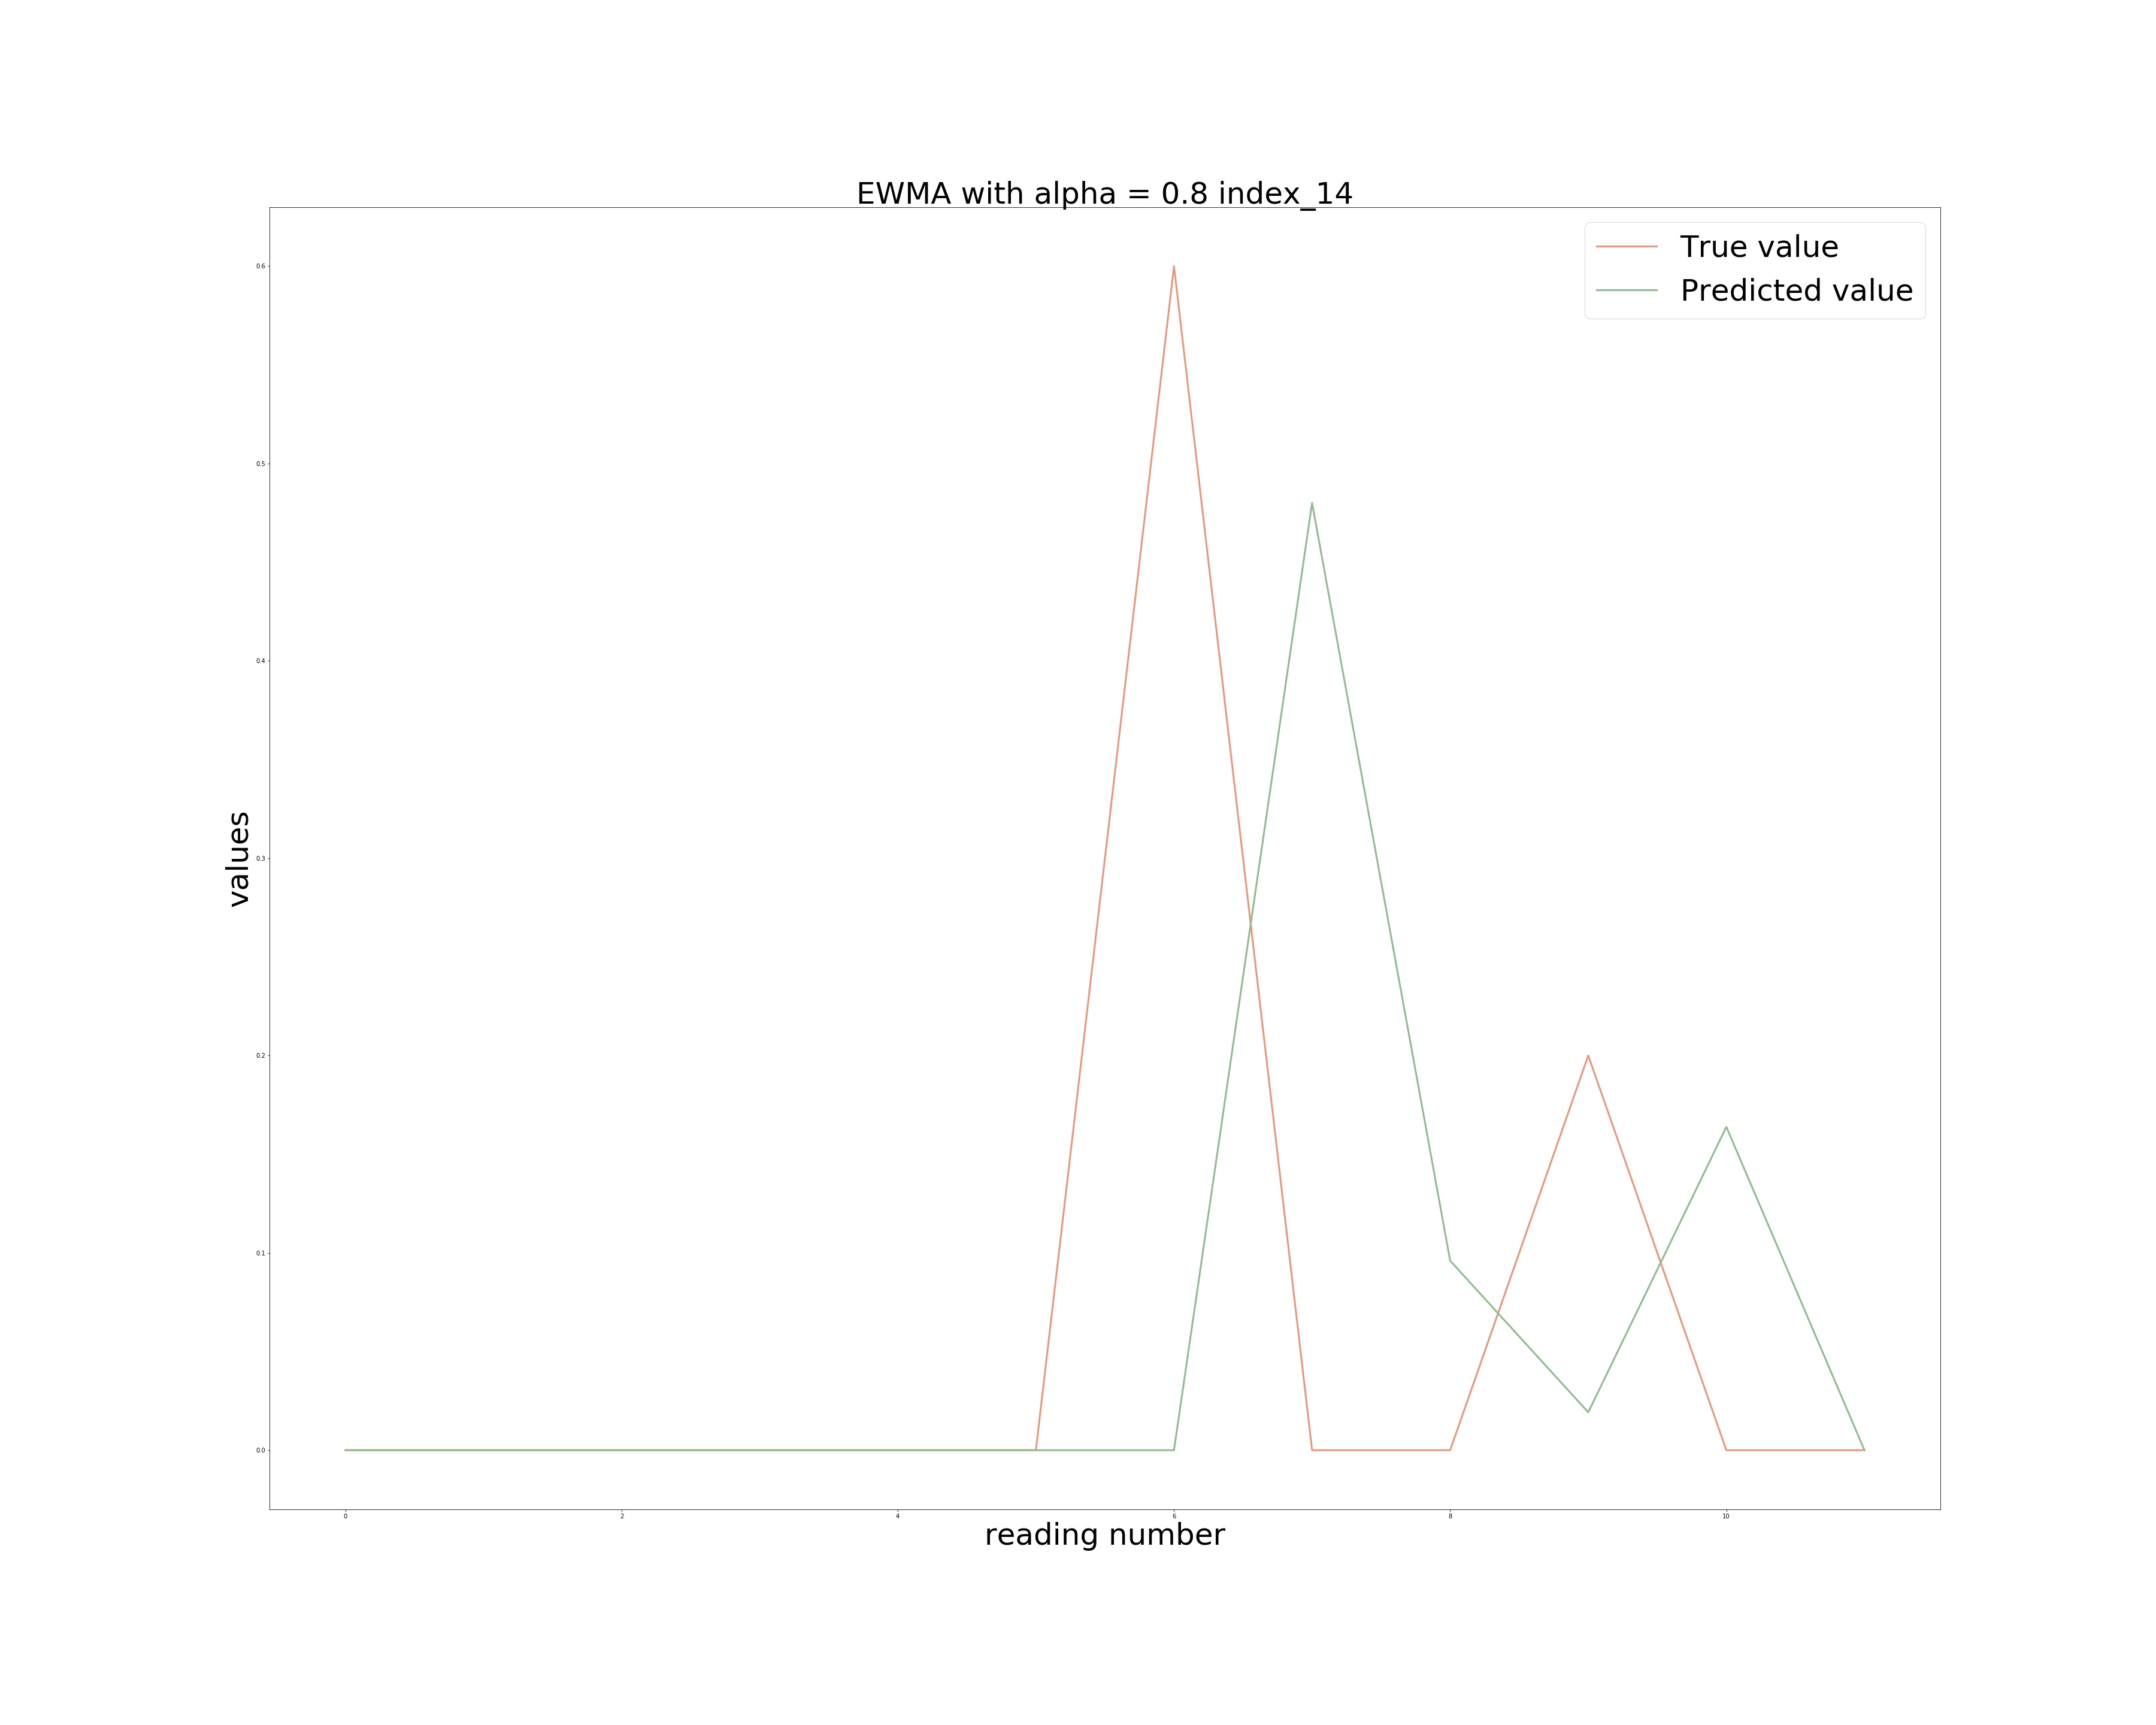 EWMA with alpha = 0.8 index_14
True value
Predicted value
values
0.6
0.5
0.4
0.3
0.2
0.1
0.0
0 2 4 6 8 10
reading number